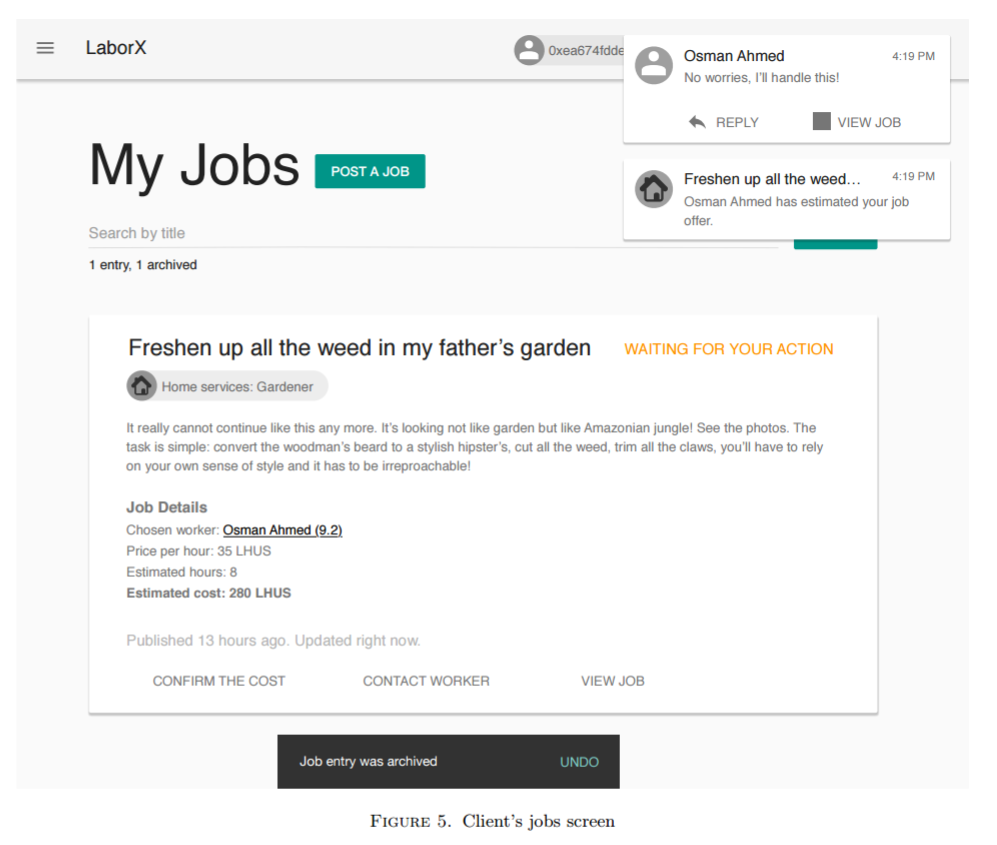 LaborX
0xea674fdde
Osman Ahmed
4:19 PM
No worries, I'll handle this!
REPLY
VIEW JOB
My Jobs
POST A JOB
Freshen up all the weed...
4:19 PM
Osman Ahmed has estimated your job
offer.
Search by title
1 entry, 1 archived
Freshen up all the weed in my father's garden
WAITING FOR YOUR ACTION
Home services: Gardener
It really cannot continue like this any more. It's looking not like garden but like Amazonian jungle! See the photos. The
task is simple: convert the woodman's beard to a stylish hipster's, cut all the weed, trim all the claws, you'll have to rely
on your own sense of style and it has to be irreproachable!
Job Details
Chosen worker: Osman Ahmed (9.2)
Price per hour: 35 LHUS
Estimated hours: 8
Estimated cost: 280 LHUS
Published 13 hours ago. Updated right now.
CONFIRM THE COST
CONTACT WORKER
VIEW JOB
Job entry was archived
UNDO
FIGURE 5. Client's jobs screen